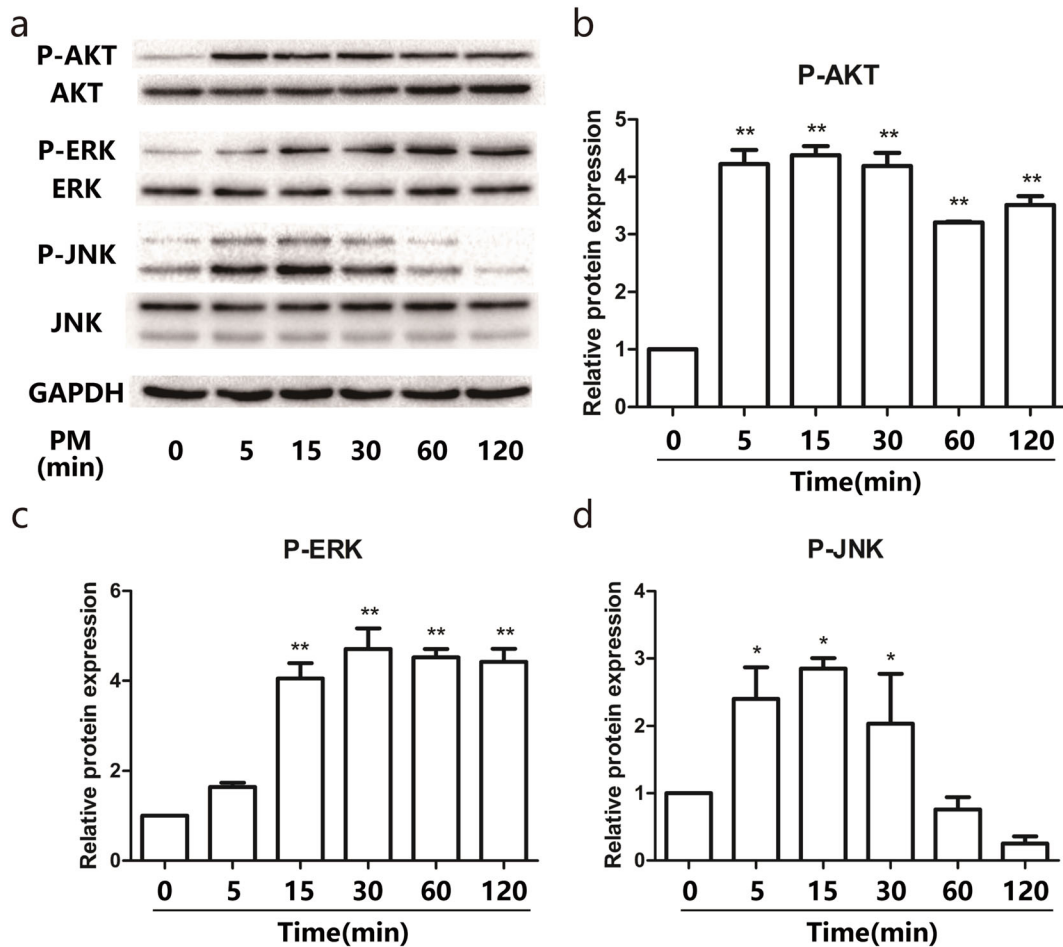 a
P-AKT
AKT
P-ERK
ERK
P-JNK
JNK
GAPDH
PM
(min)
0 5 15 30 60 120
b
P-AKT
Relative protein expression
5
4
3
2
1
0
** ** ** ** **
0 5 15 30 60 120
Time(min)
c
P-ERK
Relative protein expression
6
4
2
0
** ** ** **
0 5 15 30 60 120
Time(min)
d
P-JNK
Relative protein expression
4
3
2
1
0
* * *
0 5 15 30 60 120
Time(min)